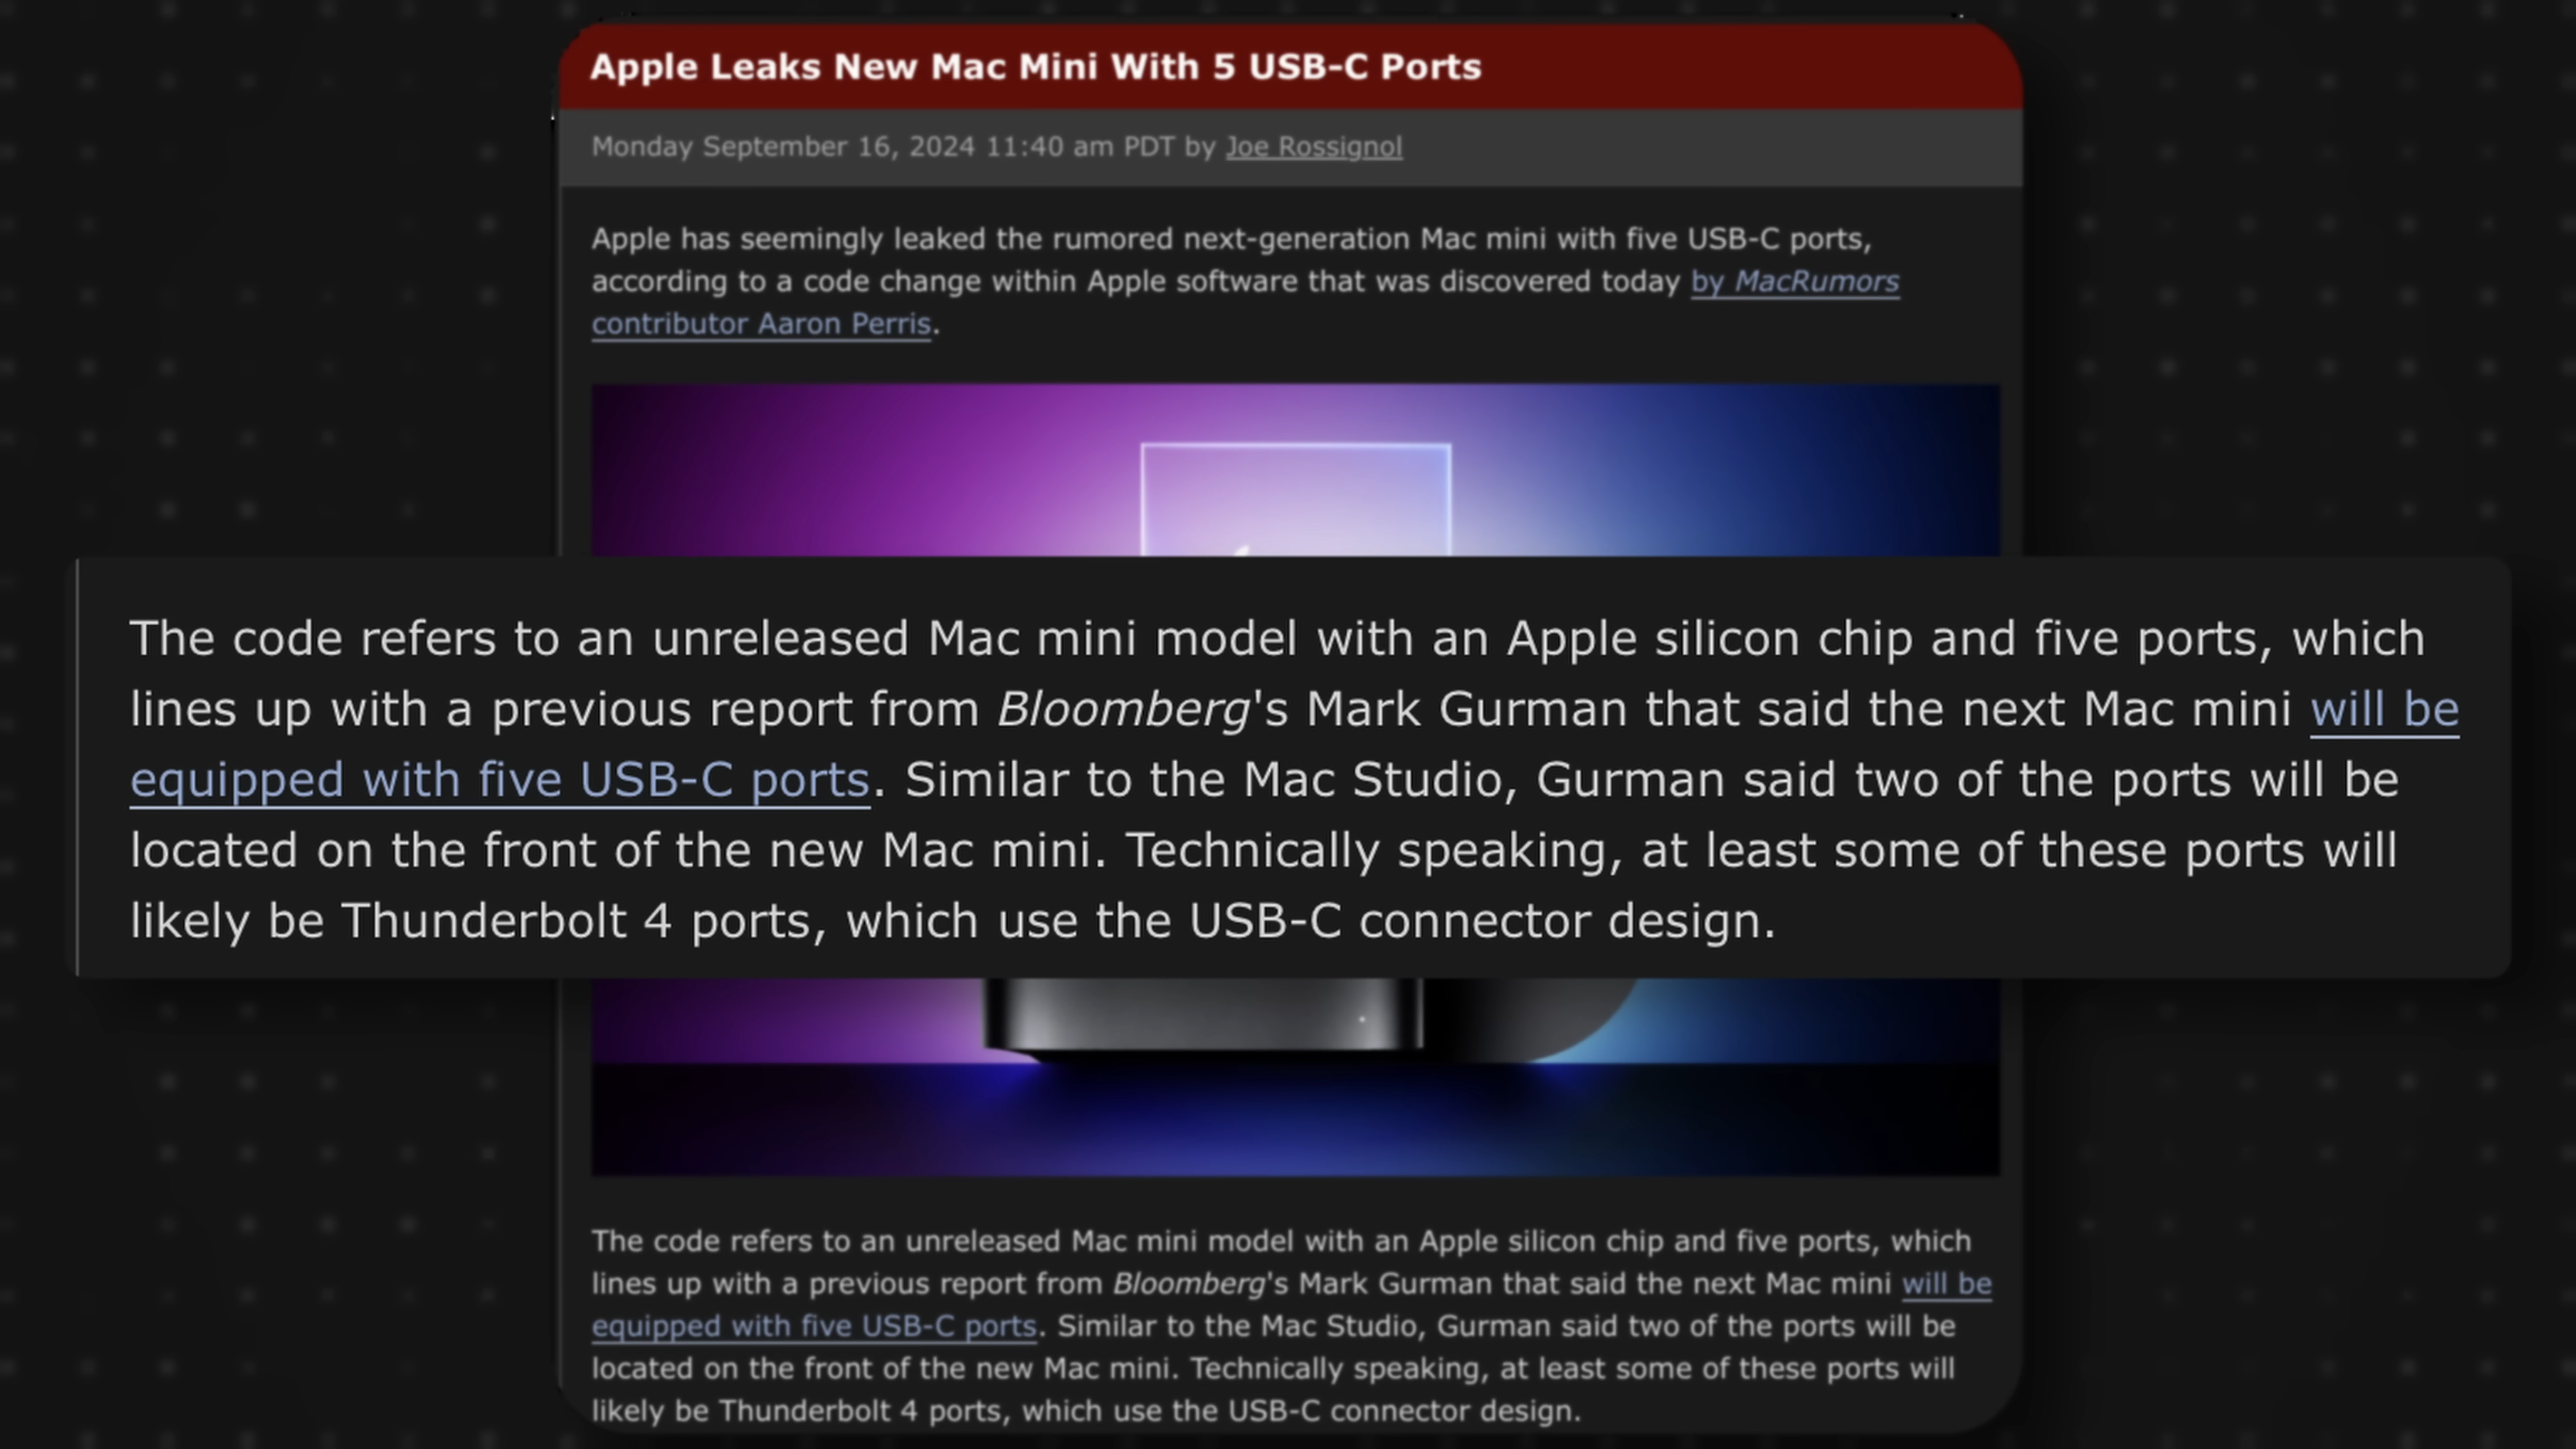 Apple Leaks New Mac Mini With 5 USB-C Ports
Monday September 16, 2024 11:40 am PDT by Joe Rossignol
Apple has seemingly leaked the rumored next-generation Mac mini with five USB-C ports,
according to a code change within Apple software that was discovered today by MacRumors
contributor Aaron Perris.
The code refers to an unreleased Mac mini model with an Apple silicon chip and five ports, which
lines up with a previous report from Bloomberg's Mark Gurman that said the next Mac mini will be
equipped with five USB-C ports. Similar to the Mac Studio, Gurman said two of the ports will be
located on the front of the new Mac mini. Technically speaking, at least some of these ports will
likely be Thunderbolt 4 ports, which use the USB-C connector design.
The code refers to an unreleased Mac mini model with an Apple silicon chip and five ports, which
lines up with a previous report from Bloomberg's Mark Gurman that said the next Mac mini will be
equipped with five USB-C ports. Similar to the Mac Studio, Gurman said two of the ports will be
located on the front of the new Mac mini. Technically speaking, at least some of these ports will
likely be Thunderbolt 4 ports, which use the USB-C connector design.